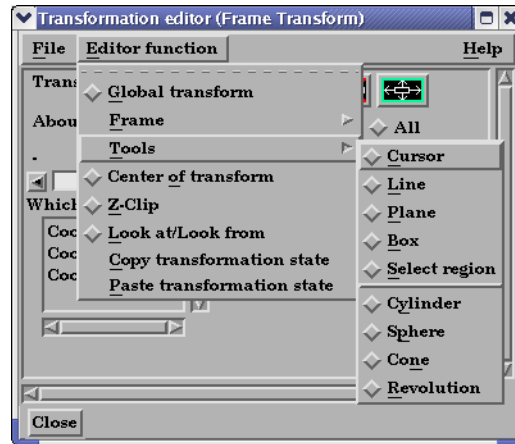 Transformation editor (Frame Transform)
File Editor function Help
Trans
Global transform
Abou
Frame
All
Tools
Cursor
Center of transform
Line
Which
Z-Clip
Plane
Coo
Look at/Look from
Box
Coo
Copy transformation state
Select region
Coo
Paste transformation state
Cylinder
Sphere
Cone
Revolution
Close